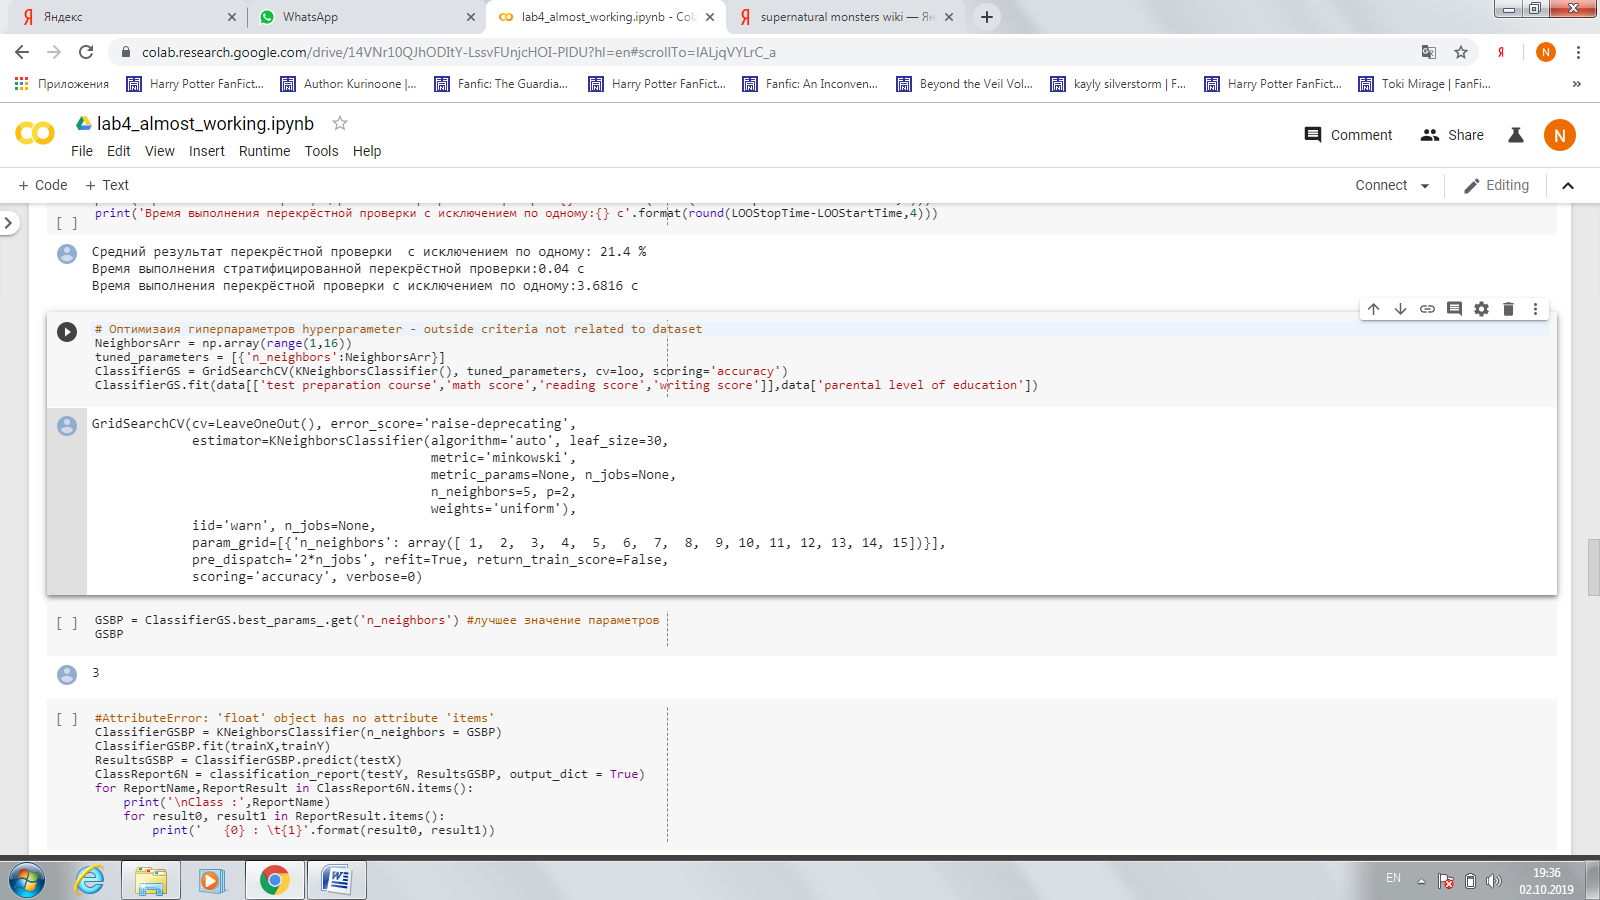 Яндекс
WhatsApp
lab4_almost_working.ipynb - Cola
supernatural monsters wiki — Ян
colab.research.google.com/drive/14VNr10QJhODItY-LssvFUnjcHOI-PlDU?hl=en#scrollTo=IALjqVYLrC_a
Приложения
Harry Potter FanFict...
Author: Kurinoone |...
Fanfic: The Guardia...
Harry Potter FanFict...
Fanfic: An Inconven...
Beyond the Veil Vol...
kayly silverstorm | F...
Harry Potter FanFict...
Toki Mirage | FanFi...
»
lab4_almost_working.ipynb
Comment
Share
N
File Edit View Insert Runtime Tools Help
+ Code + Text
Connect
Editing
[ ] print('Время выполнения перекрёстной проверки с исключением по одному:{} с'.format(round(LOOStopTime-LOOStartTime,4)))
Средний результат перекрёстной проверки  с исключением по одному: 21.4 %
Время выполнения стратифицированной перекрёстной проверки:0.04 с
Время выполнения перекрёстной проверки с исключением по одному:3.6816 с
# Оптимизаия гиперпараметров hyperparameter - outside criteria not related to dataset
NeighborsArr = np.array(range(1,16))
tuned_parameters = [{'n_neighbors':NeighborsArr}]
ClassifierGS = GridSearchCV(KNeighborsClassifier(), tuned_parameters, cv=loo, scoring='accuracy')
ClassifierGS.fit(data[['test preparation course','math score','reading score','writing score']],data['parental level of education'])
GridSearchCV(cv=LeaveOneOut(), error_score='raise-deprecating',
estimator=KNeighborsClassifier(algorithm='auto', leaf_size=30,
metric='minkowski',
metric_params=None, n_jobs=None,
n_neighbors=5, p=2,
weights='uniform'),
iid='warn', n_jobs=None,
param_grid=[{'n_neighbors': array([ 1,  2,  3,  4,  5,  6,  7,  8,  9, 10, 11, 12, 13, 14, 15])}],
pre_dispatch='2*n_jobs', refit=True, return_train_score=False,
scoring='accuracy', verbose=0)
[ ] GSBP = ClassifierGS.best_params_.get('n_neighbors') #лучшее значение параметров
GSBP
3
[ ] #AttributeError: 'float' object has no attribute 'items'
ClassifierGSBP = KNeighborsClassifier(n_neighbors = GSBP)
ClassifierGSBP.fit(trainX,trainY)
ResultsGSBP = ClassifierGSBP.predict(testX)
ClassReport6N = classification_report(testY, ResultsGSBP, output_dict = True)
for ReportName,ReportResult in ClassReport6N.items():
print('\nClass :',ReportName)
for result0, result1 in ReportResult.items():
print('   {0} : \t{1}'.format(result0, result1))
EN
19:36
02.10.2019